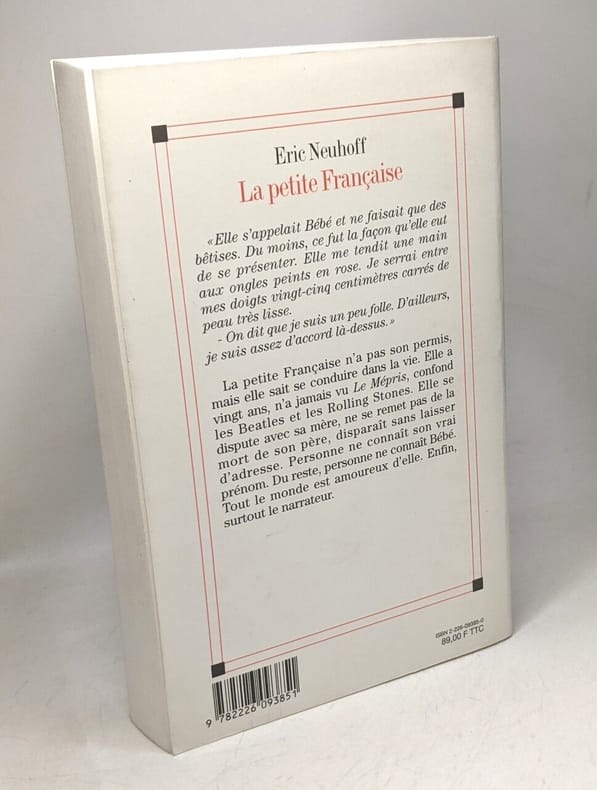 Eric Neuhoff
La petite Française
«Elle s'appelait Bébé et ne faisait que des
bêtises. Du moins, ce fut la façon qu'elle eut
de se présenter. Elle me tendit une main
aux ongles peints en rose. Je serrai entre
mes doigts vingt-cinq centimètres carrés de
peau très lisse.
- On dit que je suis un peu folle. D'ailleurs,
je suis assez d'accord là-dessus.»
La petite Française n'a pas son permis,
mais elle sait se conduire dans la vie. Elle a
vingt ans, n'a jamais vu Le Mépris, confond
les Beatles et les Rolling Stones. Elle se
dispute avec sa mère, ne se remet pas de la
mort de son père, disparaît sans laisser
d'adresse. Personne ne connaît son vrai
prénom. Du reste, personne ne connaît Bébé.
Tout le monde est amoureux d'elle. Enfin,
surtout le narrateur.
ISBN 2-226-09385-0
89,00 F TTC
9 782226 093851